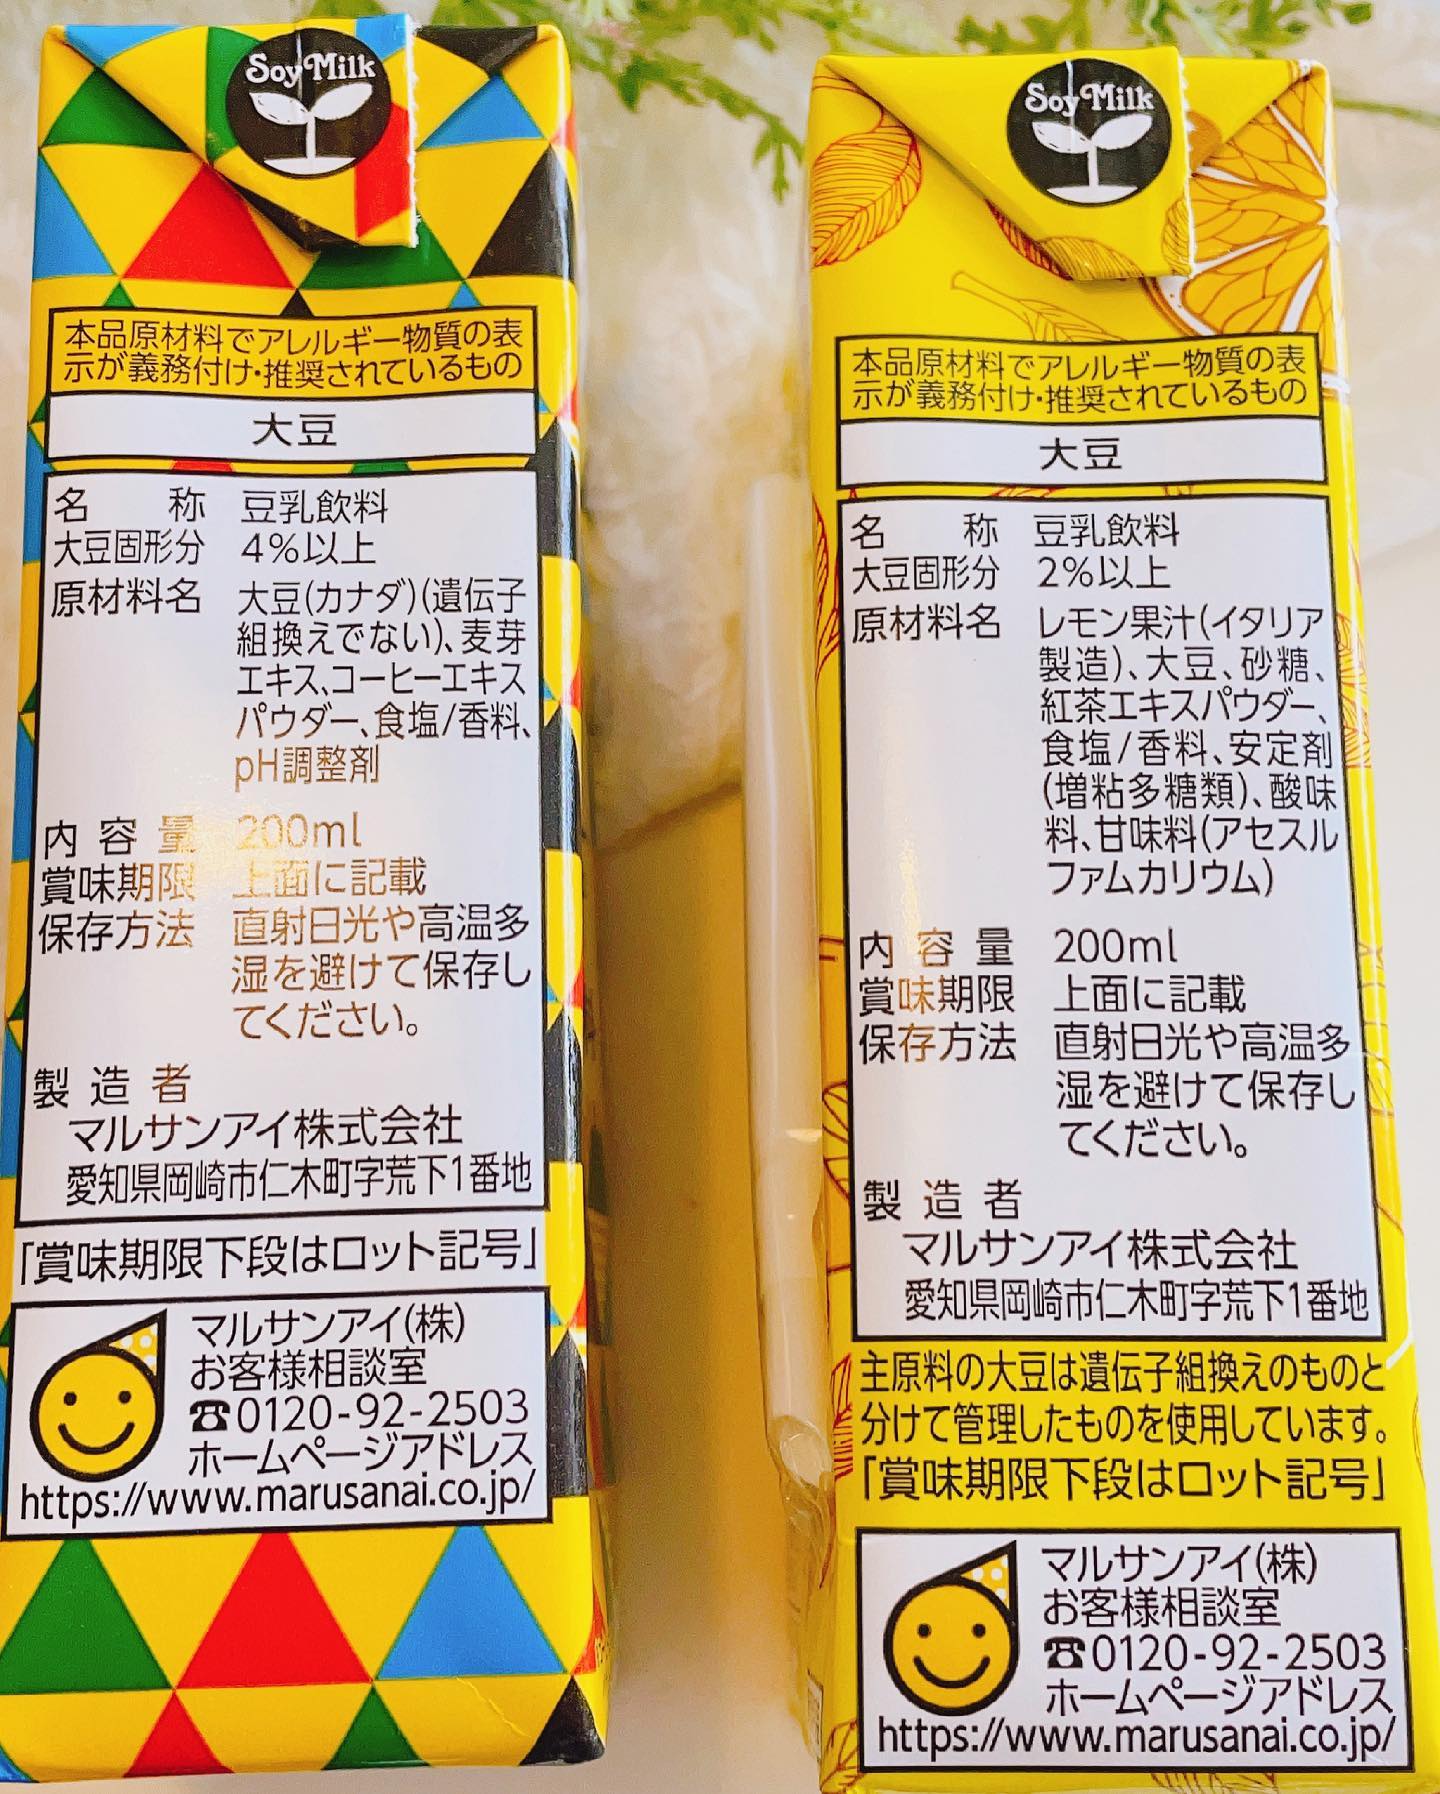 Soy Milk
本品原材料でアレルギー物質の表
示が義務付け・推奨されているもの
大豆
名 称 豆乳飲料
大豆固形分 4%以上
原材料名 大豆(カナダ)(遺伝子
組換えでない)、麦芽
エキス、コーヒーエキス
パウダー、食塩/香料、
pH調整剤
内容量 200ml
賞味期限 上面に記載
保存方法 直射日光や高温多
湿を避けて保存し
てください。
製造者
マルサンアイ株式会社
愛知県岡崎市仁木町字荒下1番地
「賞味期限下段はロット記号」
マルサンアイ(株)
お客様相談室
☎0120-92-2503
ホームページアドレス
https://www.marusanai.co.jp/
Soy Milk
本品原材料でアレルギー物質の表
示が義務付け・推奨されているもの
大豆
名 称 豆乳飲料
大豆固形分 2%以上
原材料名 レモン果汁(イタリア
製造)、大豆、砂糖、
紅茶エキスパウダー、
食塩/香料、安定剤
(増粘多糖類)、酸味
料、甘味料(アセスル
ファムカリウム)
内容量 200ml
賞味期限 上面に記載
保存方法 直射日光や高温多
湿を避けて保存し
てください。
製造者
マルサンアイ株式会社
愛知県岡崎市仁木町字荒下1番地
主原料の大豆は遺伝子組換えのものと
分けて管理したものを使用しています。
「賞味期限下段はロット記号」
マルサンアイ(株)
お客様相談室
☎0120-92-2503
ホームページアドレス
https://www.marusanai.co.jp/